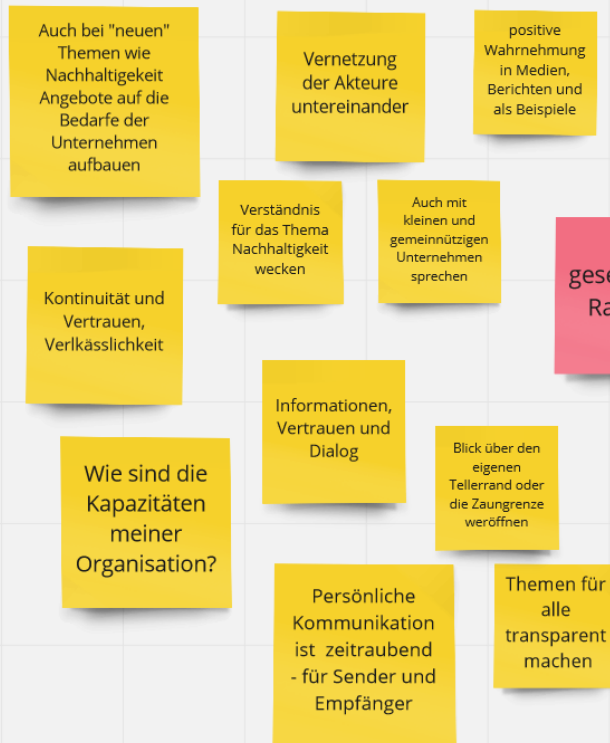 Auch bei "neuen"
Themen wie
Nachhaltigekeit
Angebote auf die
Bedarfe der
Unternehmen
aufbauen
Vernetzung
der Akteure
untereinander
positive
Wahrnehmung
in Medien,
Berichten und
als Beispiele
Verständnis
für das Thema
Nachhaltigkeit
wecken
Auch mit
kleinen und
gemeinnützigen
Unternehmen
sprechen
Kontinuität und
Vertrauen,
Verlkässlichkeit
Informationen,
Vertrauen und
Dialog
Wie sind die
Kapazitäten
meiner
Organisation?
Blick über den
eigenen
Tellerrand oder
die Zaungrenze
weröffnen
Persönliche
Kommunikation
ist zeitraubend
- für Sender und
Empfänger
Themen für
alle
transparent
machen